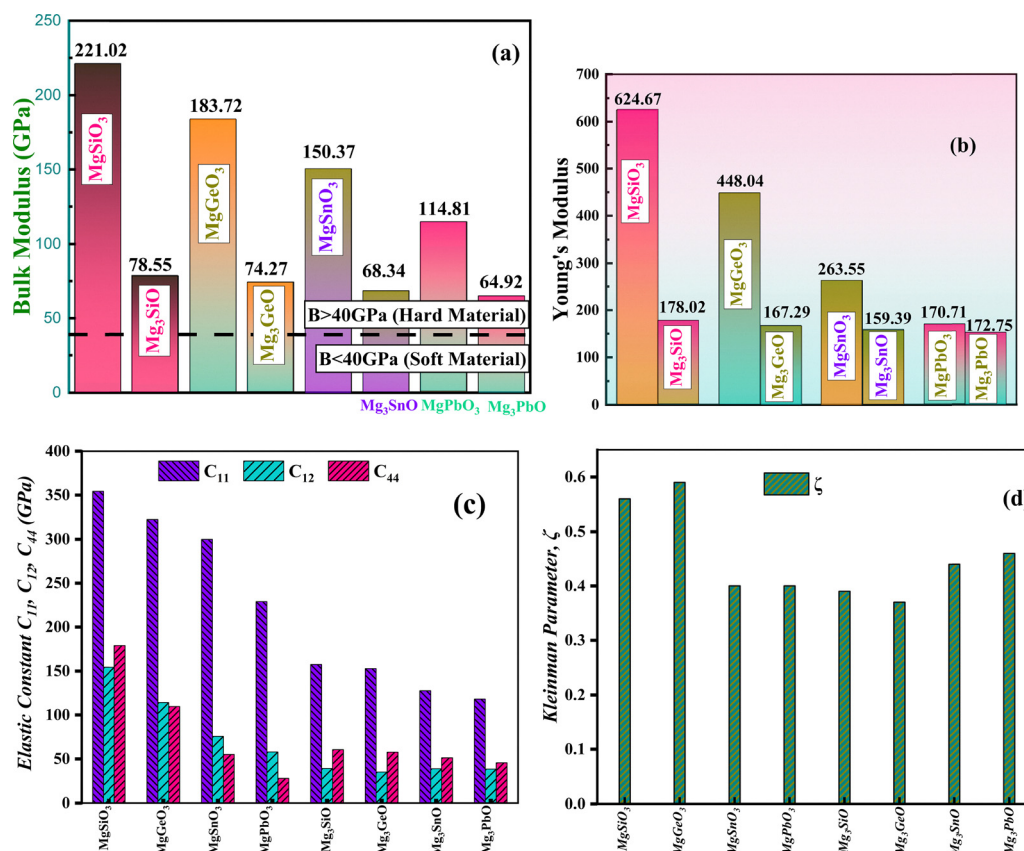 (a)
Bulk Modulus (GPa)
250
200
150
100
50
0
221.02
78.55
183.72
74.27
150.37
68.34
114.81
64.92
MgSiO₃
Mg₃SiO
MgGeO₃
Mg₃GeO
MgSnO₃
B>40GPa (Hard Material)
B<40GPa (Soft Material)
Mg₃SnO MgPbO₃ Mg₃PbO
(b)
Young's Modulus
700
600
500
400
300
200
100
0
624.67
178.02
448.04
167.29
263.55
159.39
170.71
172.75
MgSiO₃
Mg₃SiO
MgGeO₃
Mg₃GeO
MgSnO₃
Mg₃SnO
MgPbO₃
Mg₃PbO
(c)
Elastic Constant C₁₁, C₁₂, C₄₄ (GPa)
C₁₁ C₁₂ C₄₄
400
350
300
250
200
150
100
50
0
MgSiO₃
MgGeO₃
MgSnO₃
MgPbO₃
Mg₃SiO
Mg₃GeO
Mg₃SnO
Mg₃PbO
(d
Kleinman Parameter, ζ
ζ
0.6
0.5
0.4
0.3
0.2
0.1
0.0
MgSiO₃
MgGeO₃
MgSnO₃
MgPbO₃
Mg₃SiO
Mg₃GeO
Mg₃SnO
Mg₃PbO